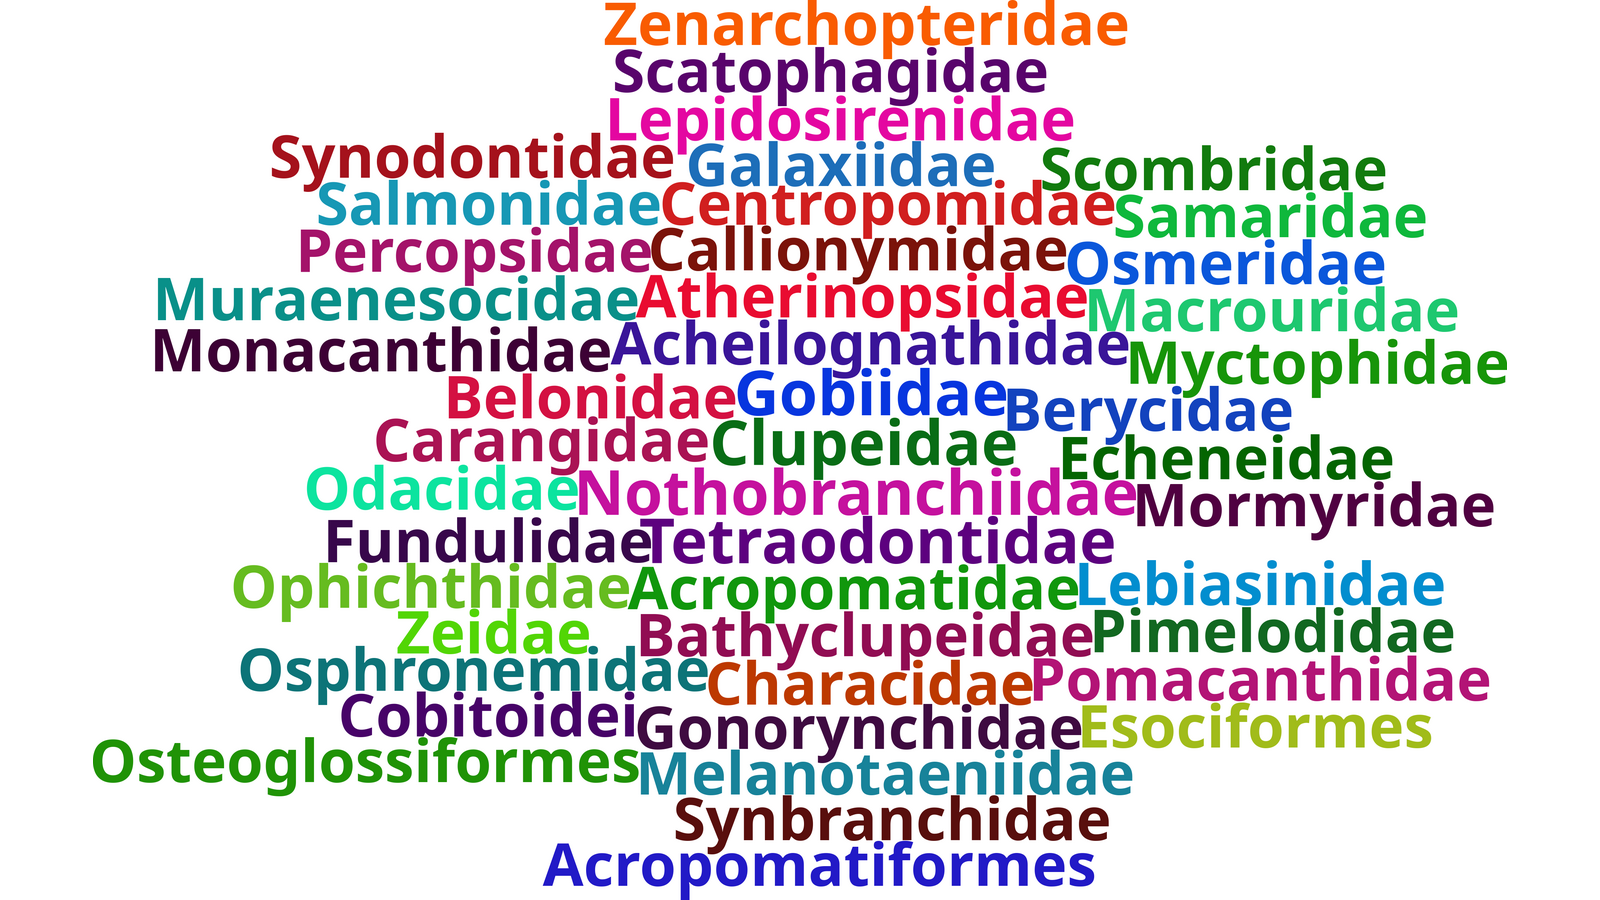 Zenarchopteridae
Scatophagidae
Lepidosirenidae
Synodontidae Galaxiidae Scombridae
Salmonidae Centropomidae Samaridae
Percopsidae Callionymidae Osmeridae
Muraenesocidae Atherinopsidae Macrouridae
Monacanthidae Acheilognathidae Myctophidae
Belonidae Gobiidae Berycidae
Carangidae Clupeidae Echeneidae
Odacidae Nothobranchiidae Mormyridae
Fundulidae Tetraodontidae
Ophichthidae Acropomatidae Lebiasinidae
Zeidae Bathyclupeidae Pimelodidae
Osphronemidae Characidae Pomacanthidae
Cobitoidei Gonorynchidae Esociformes
Osteoglossiformes Melanotaeniidae
Synbranchidae
Acropomatiformes